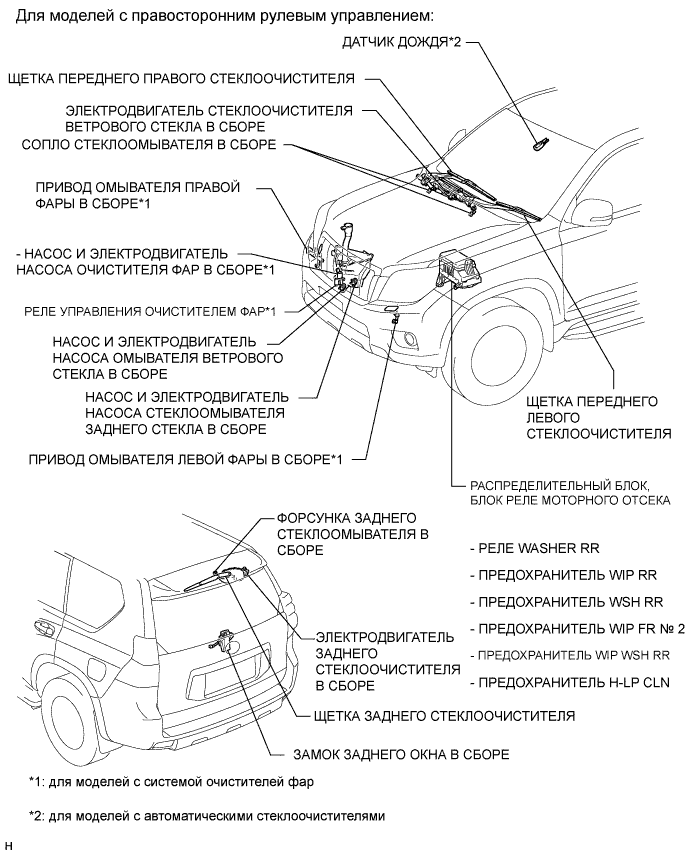 Для моделей с правосторонним рулевым управлением:
ДАТЧИК ДОЖДЯ*2
ЩЕТКА ПЕРЕДНЕГО ПРАВОГО СТЕКЛООЧИСТИТЕЛЯ
ЭЛЕКТРОДВИГАТЕЛЬ СТЕКЛООЧИСТИТЕЛЯ
ВЕТРОВОГО СТЕКЛА В СБОРЕ
СОПЛО СТЕКЛООМЫВАТЕЛЯ В СБОРЕ
ПРИВОД ОМЫВАТЕЛЯ ПРАВОЙ
ФАРЫ В СБОРЕ*1
- НАСОС И ЭЛЕКТРОДВИГАТЕЛЬ
НАСОСА ОЧИСТИТЕЛЯ ФАР В СБОРЕ*1
РЕЛЕ УПРАВЛЕНИЯ ОЧИСТИТЕЛЕМ ФАР*1
НАСОС И ЭЛЕКТРОДВИГАТЕЛЬ
НАСОСА ОМЫВАТЕЛЯ ВЕТРОВОГО
СТЕКЛА В СБОРЕ
НАСОС И ЭЛЕКТРОДВИГАТЕЛЬ
НАСОСА СТЕКЛООМЫВАТЕЛЯ
ЗАДНЕГО СТЕКЛА В СБОРЕ
ЩЕТКА ПЕРЕДНЕГО
ЛЕВОГО
СТЕКЛООЧИСТИТЕЛЯ
ПРИВОД ОМЫВАТЕЛЯ ЛЕВОЙ ФАРЫ В СБОРЕ*1
РАСПРЕДЕЛИТЕЛЬНЫЙ БЛОК,
БЛОК РЕЛЕ МОТОРНОГО ОТСЕКА
ФОРСУНКА ЗАДНЕГО
СТЕКЛООМЫВАТЕЛЯ В
СБОРЕ
- РЕЛЕ WASHER RR
- ПРЕДОХРАНИТЕЛЬ WIP RR
- ПРЕДОХРАНИТЕЛЬ WSH RR
- ПРЕДОХРАНИТЕЛЬ WIP FR № 2
- ПРЕДОХРАНИТЕЛЬ WIP WSH RR
- ПРЕДОХРАНИТЕЛЬ H-LP CLN
ЭЛЕКТРОДВИГАТЕЛЬ
ЗАДНЕГО
СТЕКЛООЧИСТИТЕЛЯ
В СБОРЕ
ЩЕТКА ЗАДНЕГО СТЕКЛООЧИСТИТЕЛЯ
ЗАМОК ЗАДНЕГО ОКНА В СБОРЕ
*1: для моделей с системой очистителей фар
*2: для моделей с автоматическими стеклоочистителями
H